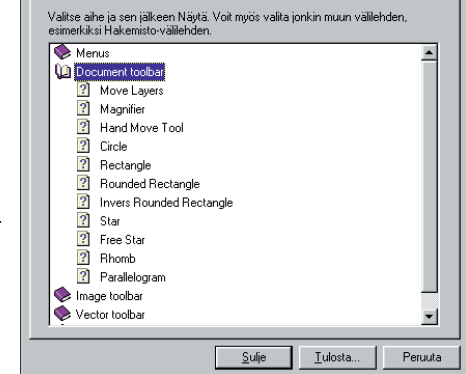 Valitse aihe ja sen jälkeen Näytä. Voit myös valita jonkin muun välilehden,
esimerkiksi Hakemisto-välilehden.
Menus
Document toolbar
Move Layers
Magnifier
Hand Move Tool
Circle
Rectangle
Rounded Rectangle
Invers Rounded Rectangle
Star
Free Star
Rhomb
Parallelogram
Image toolbar
Vector toolbar
Sulje
Tulosta...
Peruuta